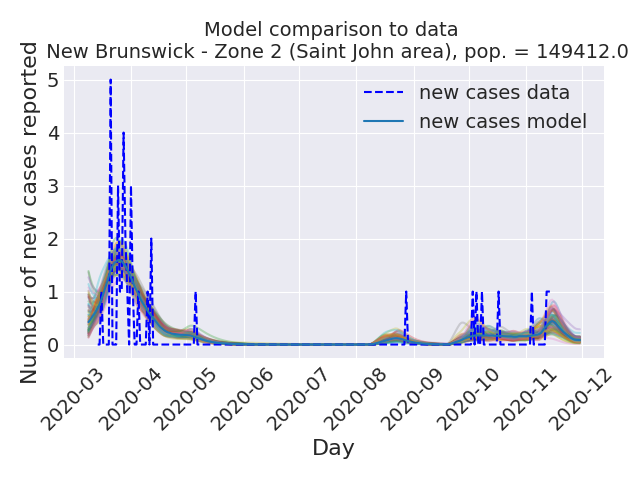 Model comparison to data
New Brunswick - Zone 2 (Saint John area), pop. = 149412.0
Number of new cases reported
5
4
3
2
1
0
new cases data
new cases model
2020-03
2020-04
2020-05
2020-06
2020-07
2020-08
2020-09
2020-10
2020-11
2020-12
Day